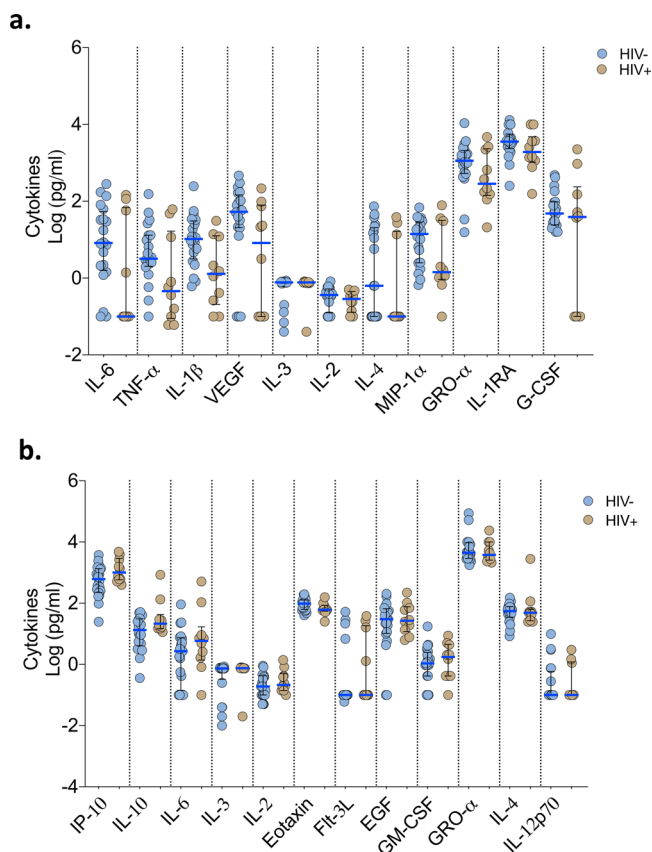 a.
6
4
2
0
-2
Cytokines
Log (pg/ml)
HIV-
HIV+
IL-6
TNF-α
IL-1β
VEGF
IL-3
IL-2
IL-4
MIP-1α
GRO-α
IL-1RA
G-CSF
b.
6
4
2
0
-2
-4
Cytokines
Log (pg/ml)
HIV-
HIV+
IP-10
IL-10
IL-6
IL-3
IL-2
Eotaxin
Flt-3L
EGF
GM-CSF
GRO-α
IL-4
IL-12p70